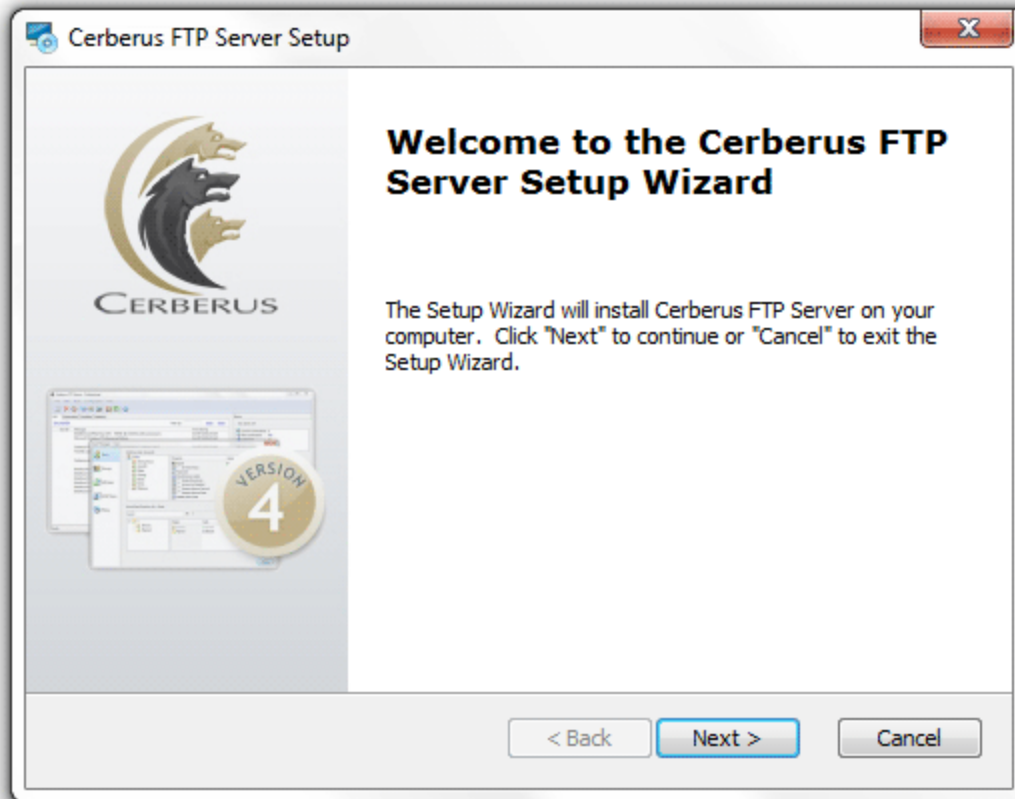 Cerberus FTP Server Setup
Welcome to the Cerberus FTP
Server Setup Wizard
CERBERUS
The Setup Wizard will install Cerberus FTP Server on your
computer.  Click "Next" to continue or "Cancel" to exit the
Setup Wizard.
VERSION
4
< Back
Next >
Cancel